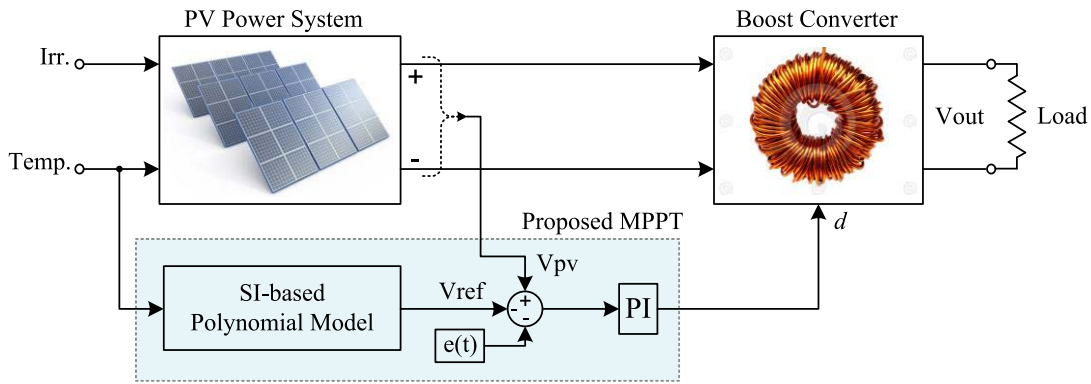 PV Power System
Boost Converter
Irr.
+
Vout
Load
Temp.
-
Proposed MPPT
d
Vpv
SI-based
Polynomial Model
Vref
+
-
-
PI
e(t)